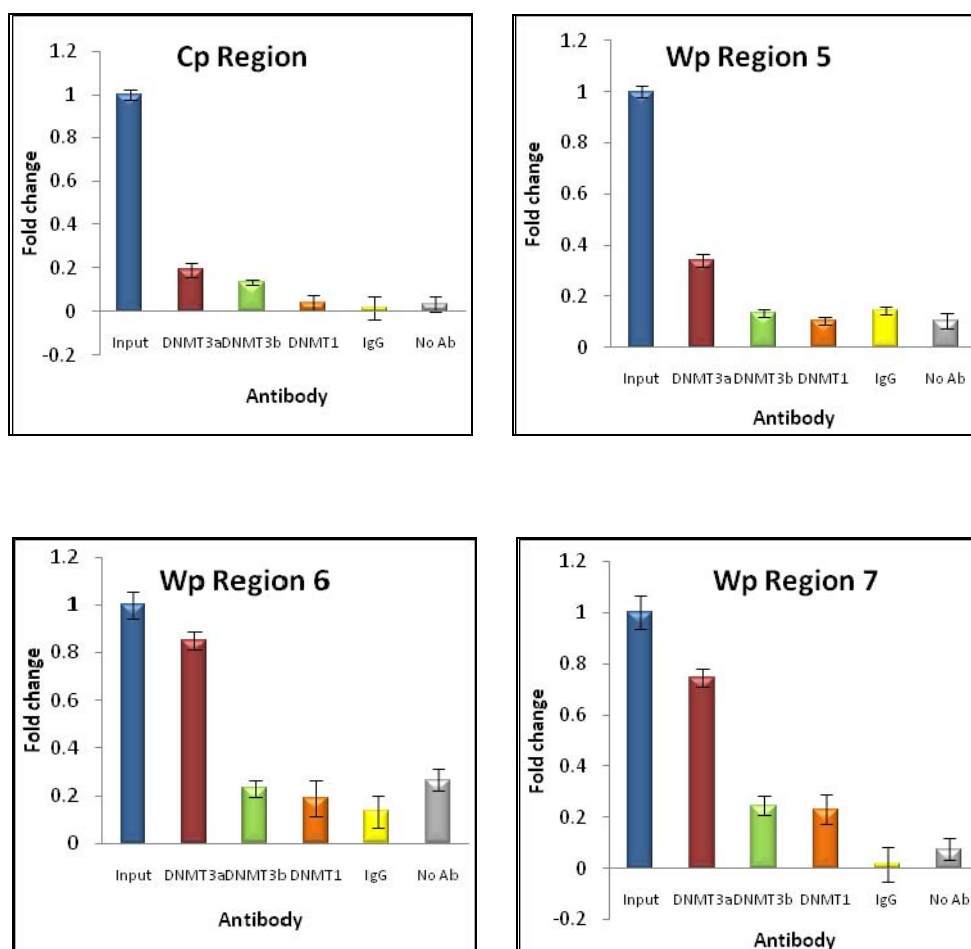 Cp Region
1.2
1
0.8
0.6
0.4
0.2
0
-0.2
Fold change
Input DNMT3a DNMT3b DNMT1 IgG No Ab
Antibody
Wp Region 5
1.2
1
0.8
0.6
0.4
0.2
0
Fold change
Input DNMT3a DNMT3b DNMT1 IgG No Ab
Antibody
Wp Region 6
1.2
1
0.8
0.6
0.4
0.2
0
Fold change
Input DNMT3a DNMT3b DNMT1 IgG No Ab
Antibody
Wp Region 7
1.2
1
0.8
0.6
0.4
0.2
0
-0.2
Fold change
Input DNMT3a DNMT3b DNMT1 IgG No Ab
Antibody